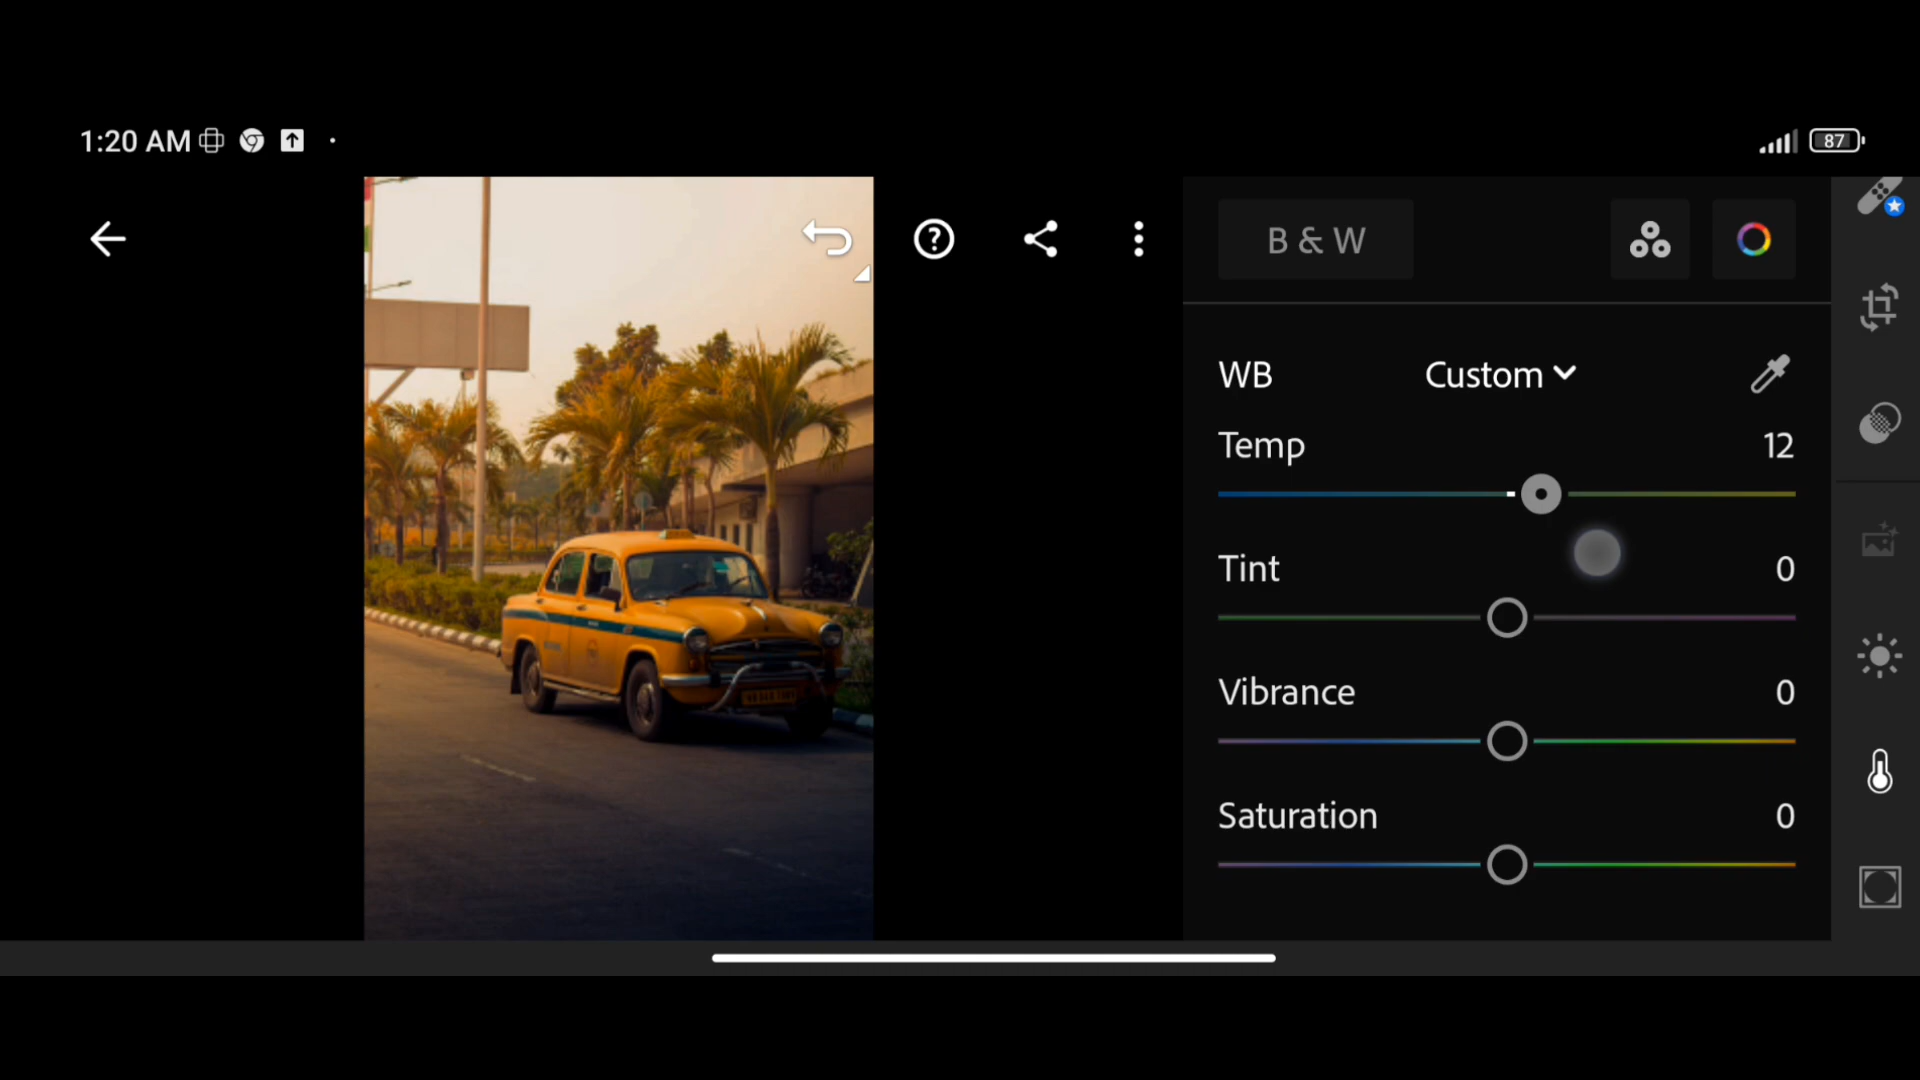 1:20 AM
87
B & W
WB Custom
Temp 12
Tint 0
Vibrance 0
Saturation 0